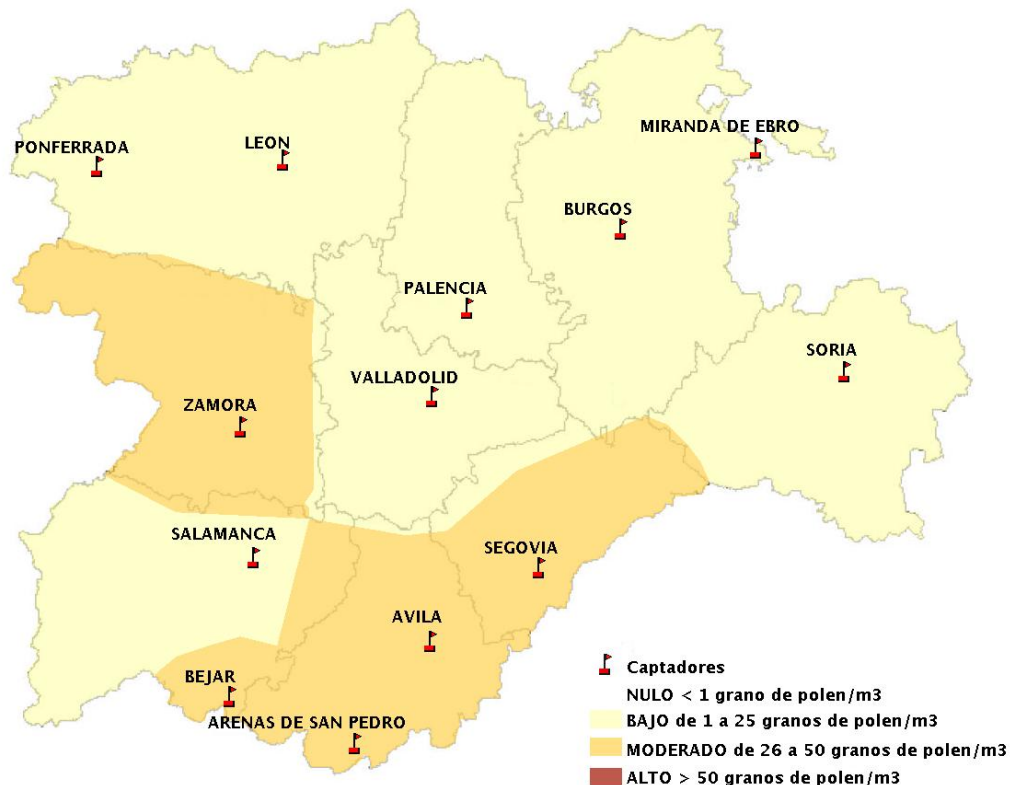 MIRANDA DE EBRO
PONFERRADA
LEON
BURGOS
PALENCIA
SORIA
VALLADOLID
ZAMORA
SALAMANCA
SEGOVIA
AVILA
BEJAR
ARENAS DE SAN PEDRO
Captadores
NULO < 1 grano de polen/m3
BAJO de 1 a 25 granos de polen/m3
MODERADO de 26 a 50 granos de polen/m3
ALTO > 50 granos de polen/m3